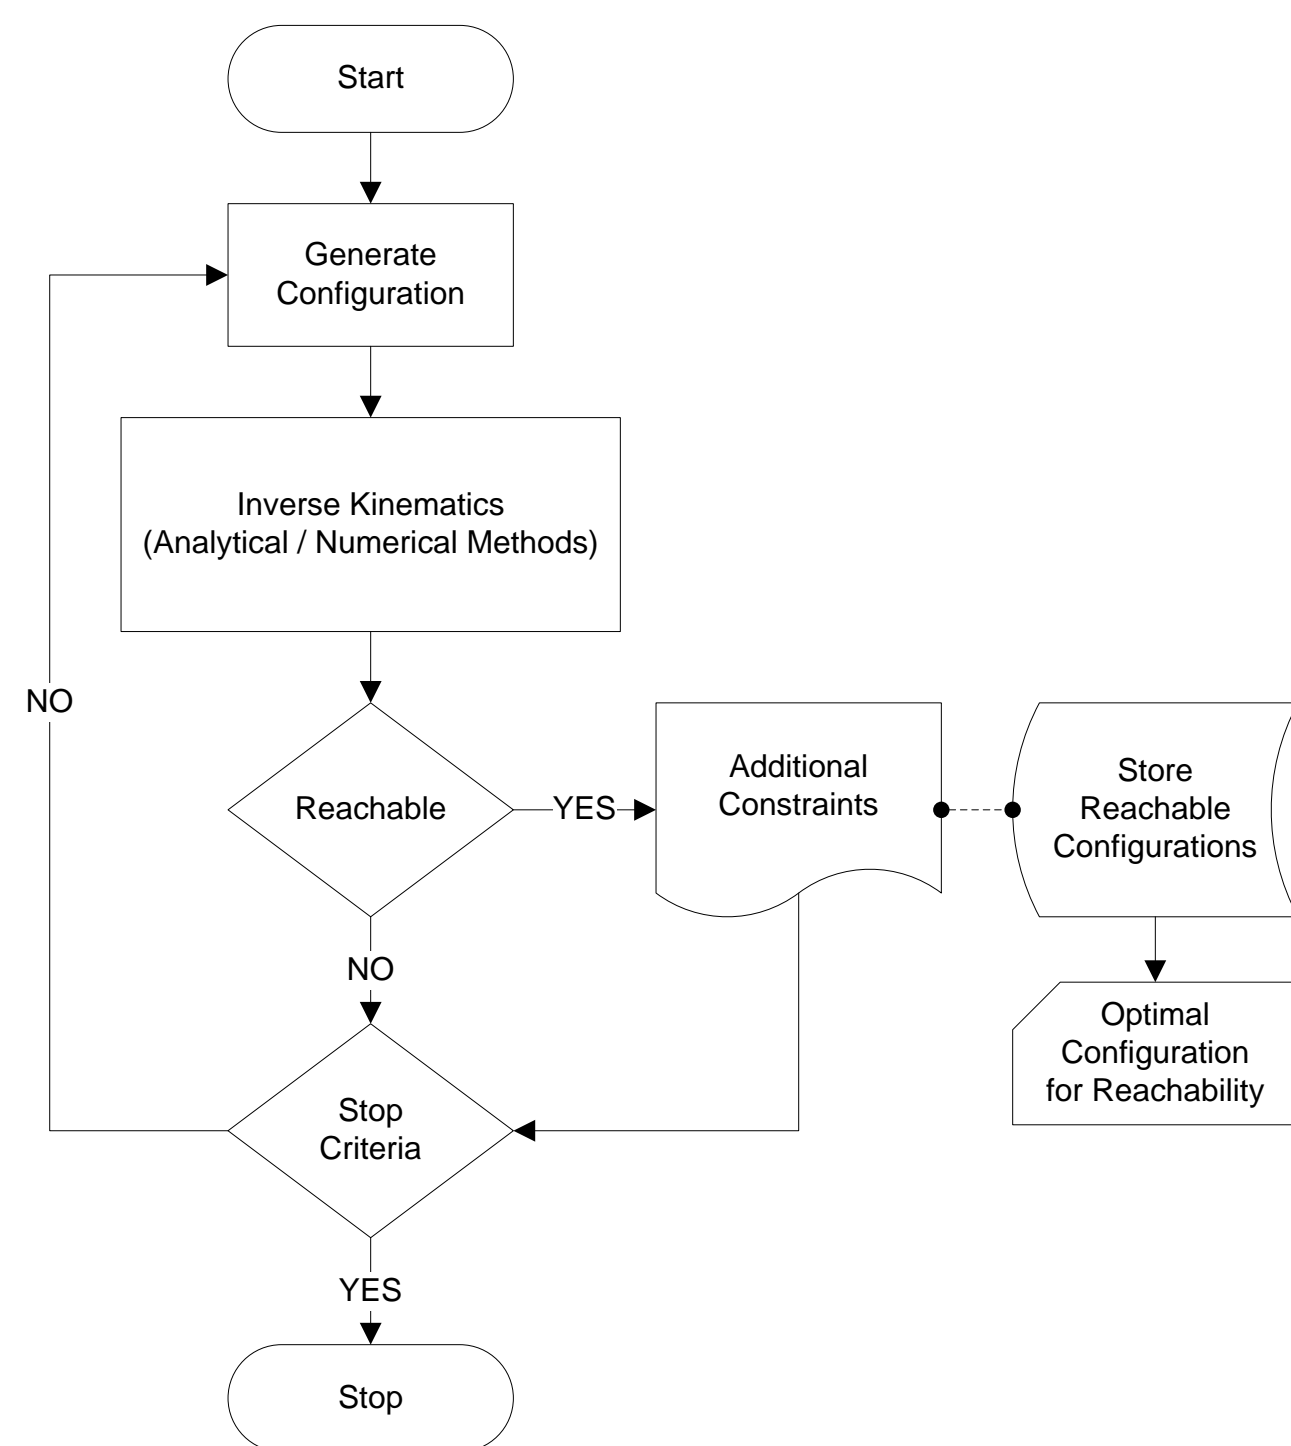 Start
Generate
Configuration
Inverse Kinematics
(Analytical / Numerical Methods)
NO
Reachable
YES
Additional
Constraints
Store
Reachable
Configurations
NO
Optimal
Configuration
for Reachability
Stop
Criteria
YES
Stop